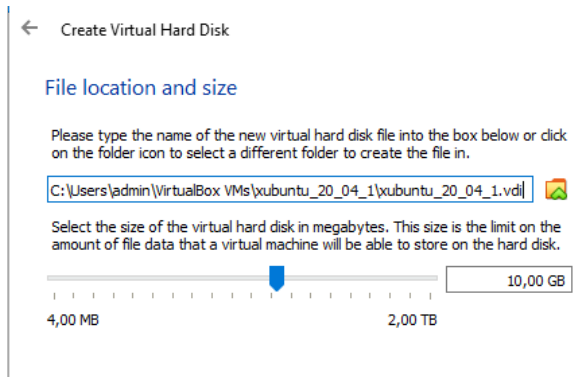 Create Virtual Hard Disk
File location and size
Please type the name of the new virtual hard disk file into the box below or click
on the folder icon to select a different folder to create the file in.
C:\Users\admin\VirtualBox VMs\xubuntu_20_04_1\xubuntu_20_04_1.vdi
Select the size of the virtual hard disk in megabytes. This size is the limit on the
amount of file data that a virtual machine will be able to store on the hard disk.
10,00 GB
4,00 MB 2,00 TB